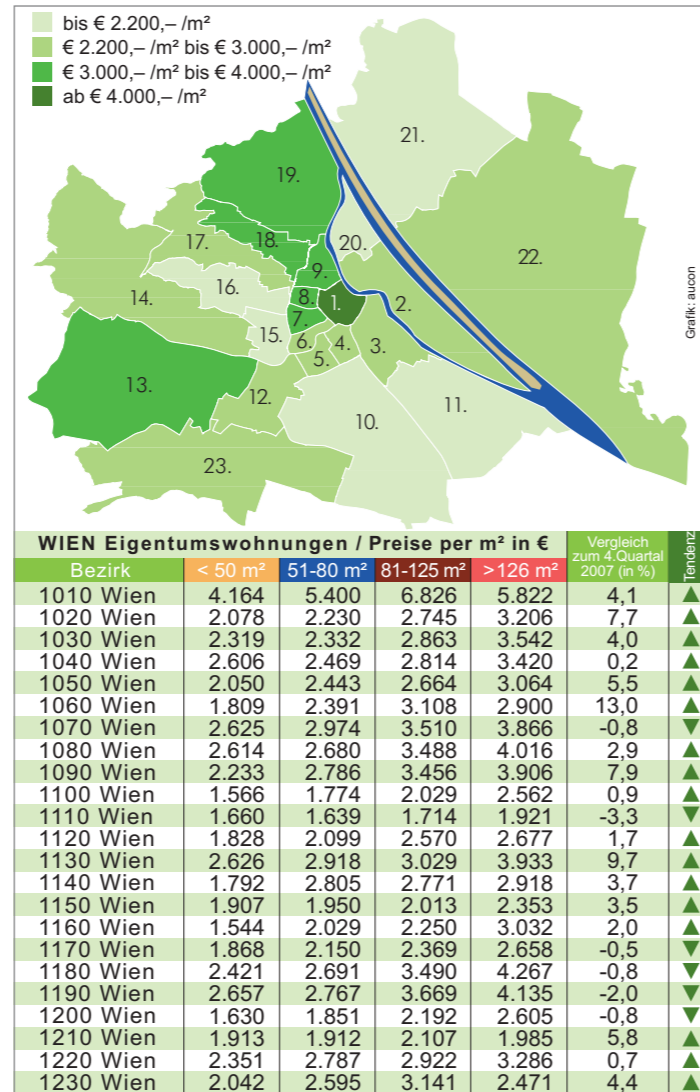 bis € 2.200,– /m²
€ 2.200,– /m² bis € 3.000,– /m²
€ 3.000,– /m² bis € 4.000,– /m²
ab € 4.000,– /m²
21.
19.
20.
18.
17.
9.
22.
16.
8.
1.
2.
14.
7.
15.
6.
4.
3.
5.
13.
12.
11.
10.
23.
Grafik: aucon
WIEN Eigentumswohnungen / Preise per m² in €
Vergleich
zum 4.Quartal
2007 (in %)
Tendenz
Bezirk < 50 m² 51-80 m² 81-125 m² >126 m²
1010 Wien 4.164 5.400 6.826 5.822 4,1 ▲
1020 Wien 2.078 2.230 2.745 3.206 7,7 ▲
1030 Wien 2.319 2.332 2.863 3.542 4,0 ▲
1040 Wien 2.606 2.469 2.814 3.420 0,2 ▲
1050 Wien 2.050 2.443 2.664 3.064 5,5 ▲
1060 Wien 1.809 2.391 3.108 2.900 13,0 ▲
1070 Wien 2.625 2.974 3.510 3.866 -0,8 ▼
1080 Wien 2.614 2.680 3.488 4.016 2,9 ▲
1090 Wien 2.233 2.786 3.456 3.906 7,9 ▲
1100 Wien 1.566 1.774 2.029 2.562 0,9 ▲
1110 Wien 1.660 1.639 1.714 1.921 -3,3 ▼
1120 Wien 1.828 2.099 2.570 2.677 1,7 ▲
1130 Wien 2.626 2.918 3.029 3.933 9,7 ▲
1140 Wien 1.792 2.805 2.771 2.918 3,7 ▲
1150 Wien 1.907 1.950 2.013 2.353 3,5 ▲
1160 Wien 1.544 2.029 2.250 3.032 2,0 ▲
1170 Wien 1.868 2.150 2.369 2.658 -0,5 ▼
1180 Wien 2.421 2.691 3.490 4.267 -0,8 ▼
1190 Wien 2.657 2.767 3.669 4.135 -2,0 ▼
1200 Wien 1.630 1.851 2.192 2.605 -0,8 ▼
1210 Wien 1.913 1.912 2.107 1.985 5,8 ▲
1220 Wien 2.351 2.787 2.922 3.286 0,7 ▲
1230 Wien 2.042 2.595 3.141 2.471 4,4 ▲